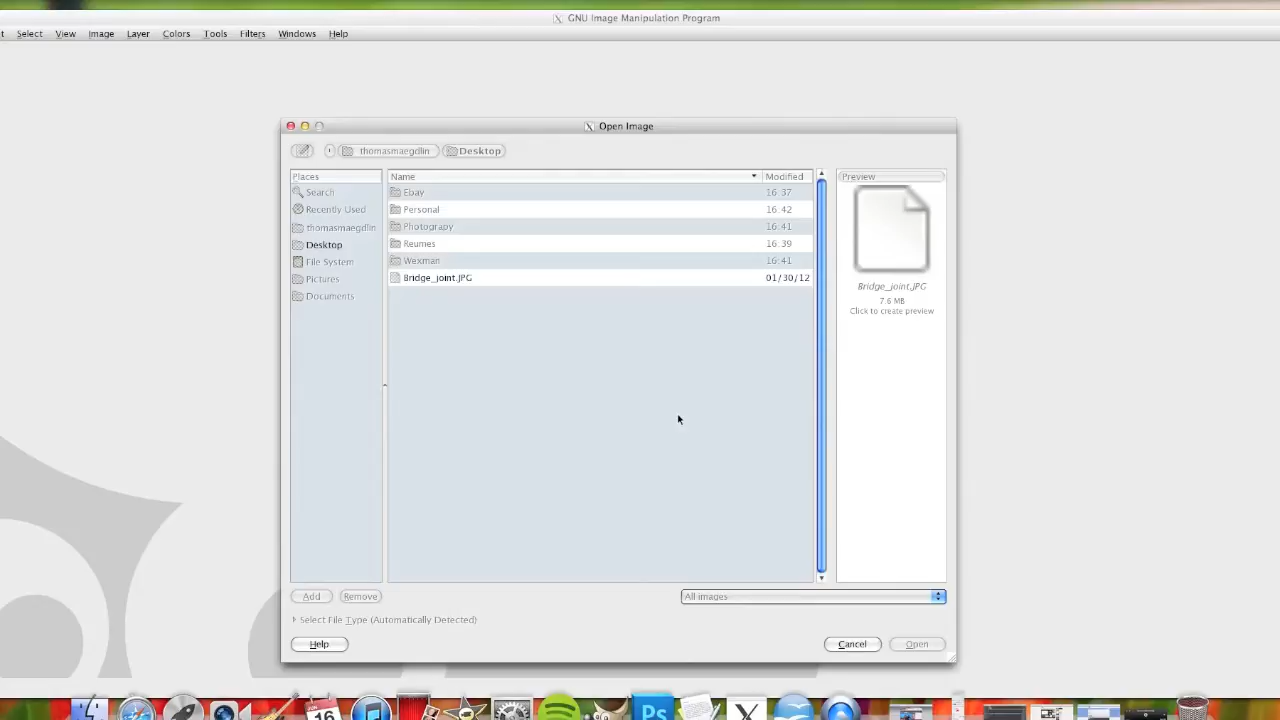 GNU Image Manipulation Program
t Select View Image Layer Colors Tools Filters Windows Help
Open Image
thomasmaegdlin Desktop
Places
Search
Recently Used
thomasmaegdlin
Desktop
File System
Pictures
Documents
Name Modified
Ebay 16:37
Personal 16:42
Photograpy 16:41
Reumes 16:39
Wexman 16:41
Bridge_joint.JPG 01/30/12
Preview
Bridge_joint.JPG
7.6 MB
Click to create preview
Add Remove
All images
Select File Type (Automatically Detected)
Help Cancel Open
JUN
16
Ps
X